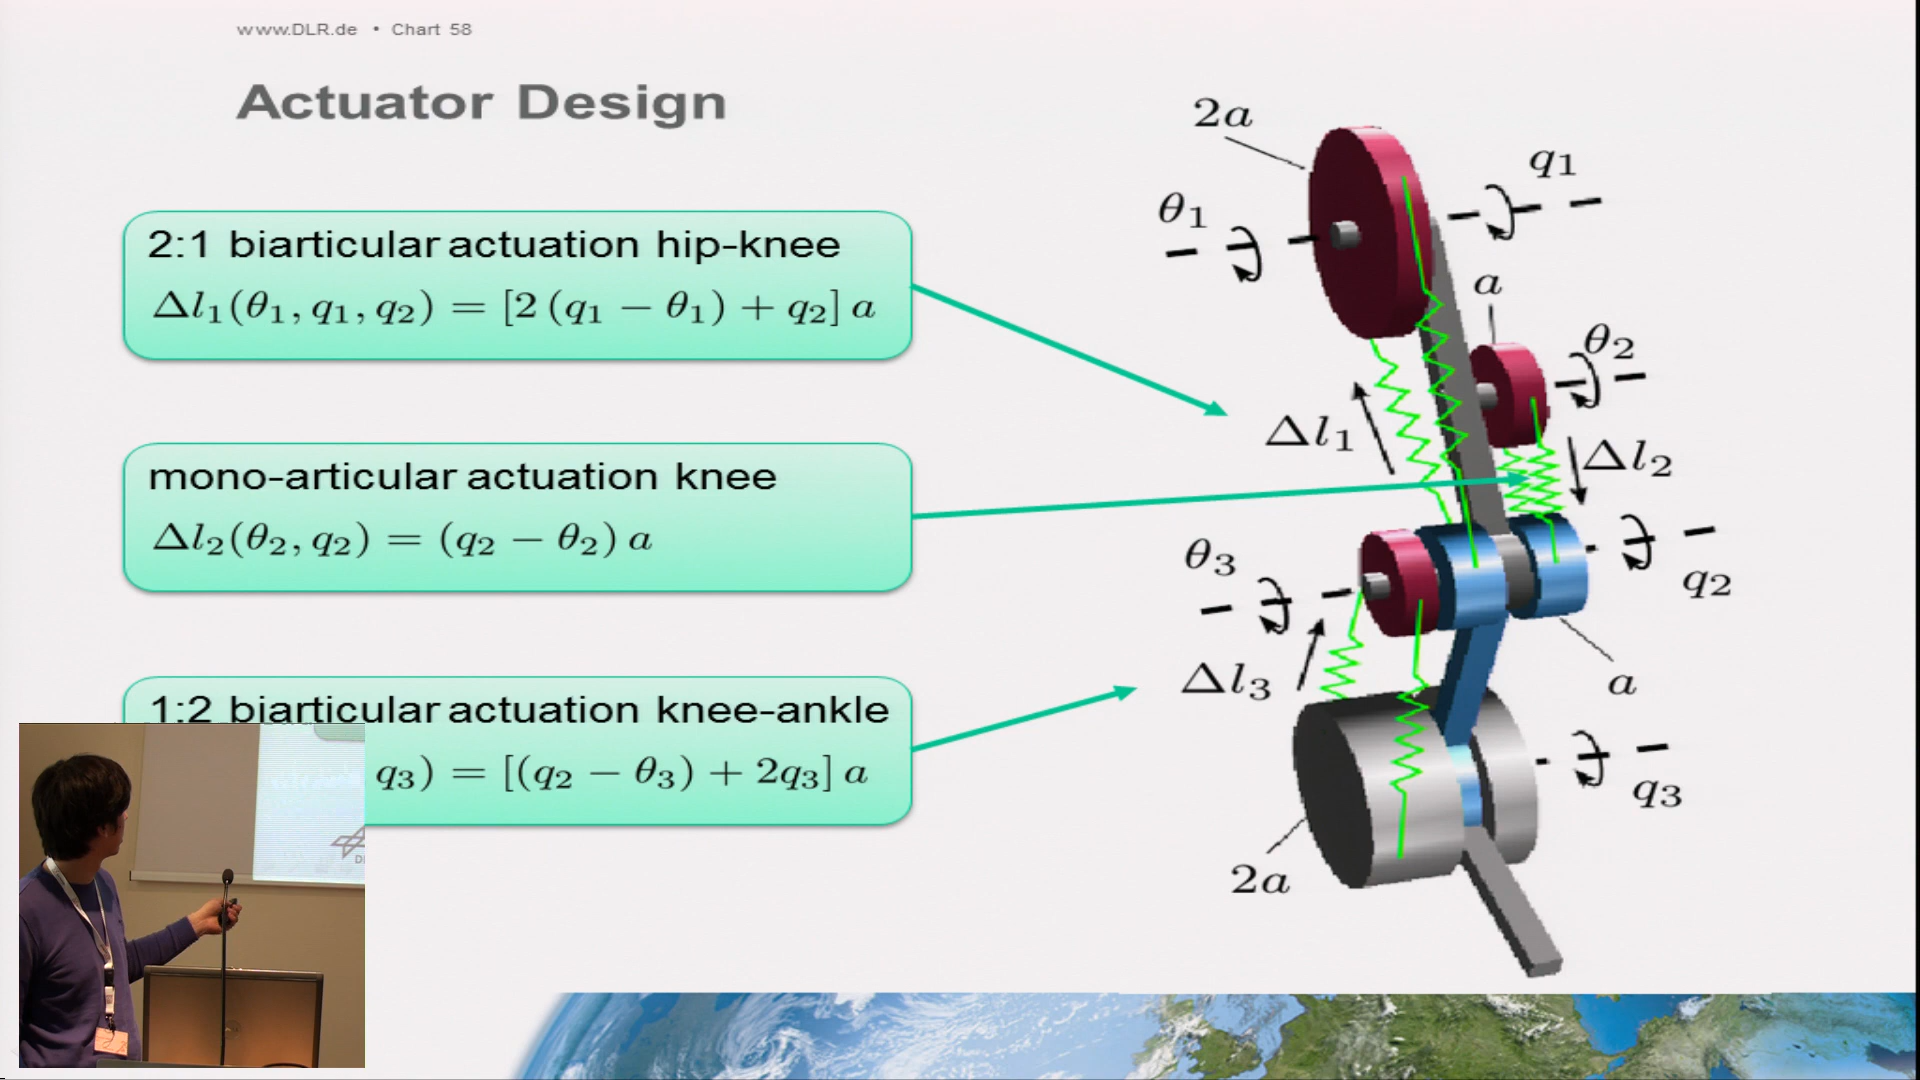 www.DLR.de • Chart 58
Actuator Design
2:1 biarticular actuation hip-knee
Δl₁(θ₁, q₁, q₂) = [2 (q₁ − θ₁) + q₂] a
mono-articular actuation knee
Δl₂(θ₂, q₂) = (q₂ − θ₂) a
1:2 biarticular actuation knee-ankle
q₃) = [(q₂ − θ₃) + 2q₃] a
2a
q₁
θ₁
a
θ₂
Δl₁
Δl₂
θ₃
q₂
Δl₃
a
q₃
2a